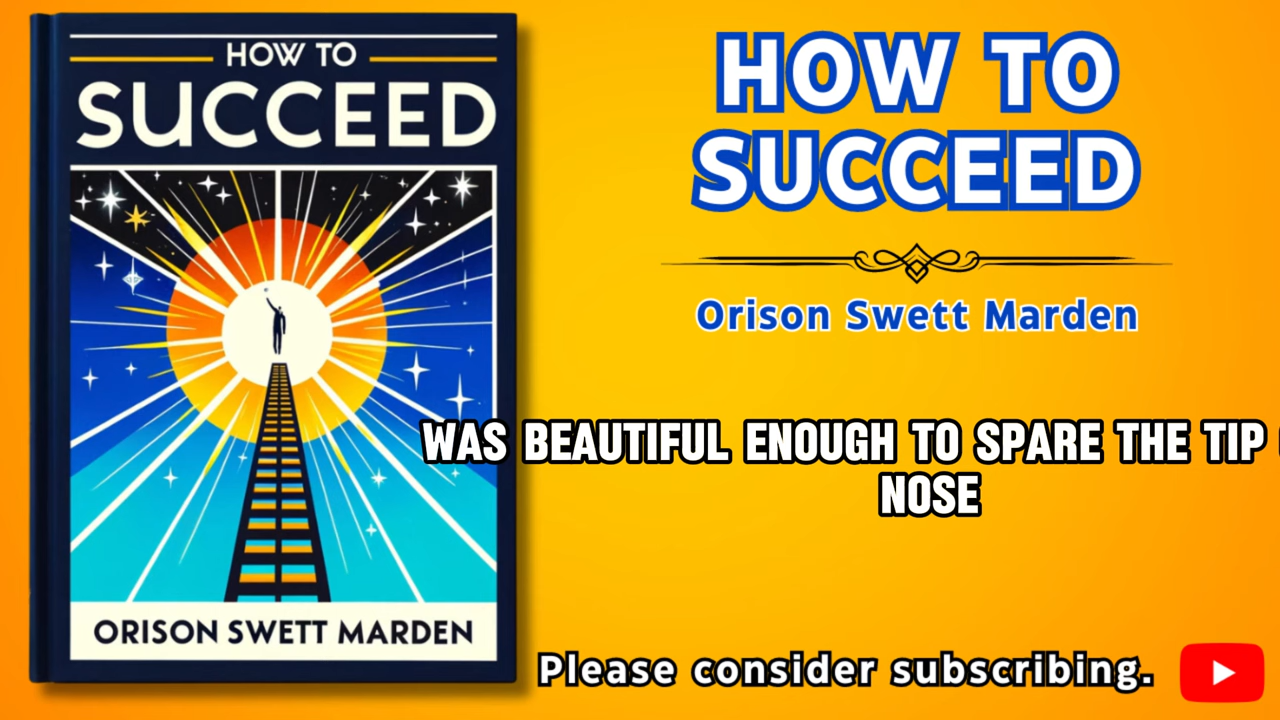 HOW TO
SUCCEED
ORISON SWETT MARDEN
HOW TO
SUCCEED
Orison Swett Marden
WAS BEAUTIFUL ENOUGH TO SPARE THE TIP
NOSE
Please consider subscribing.